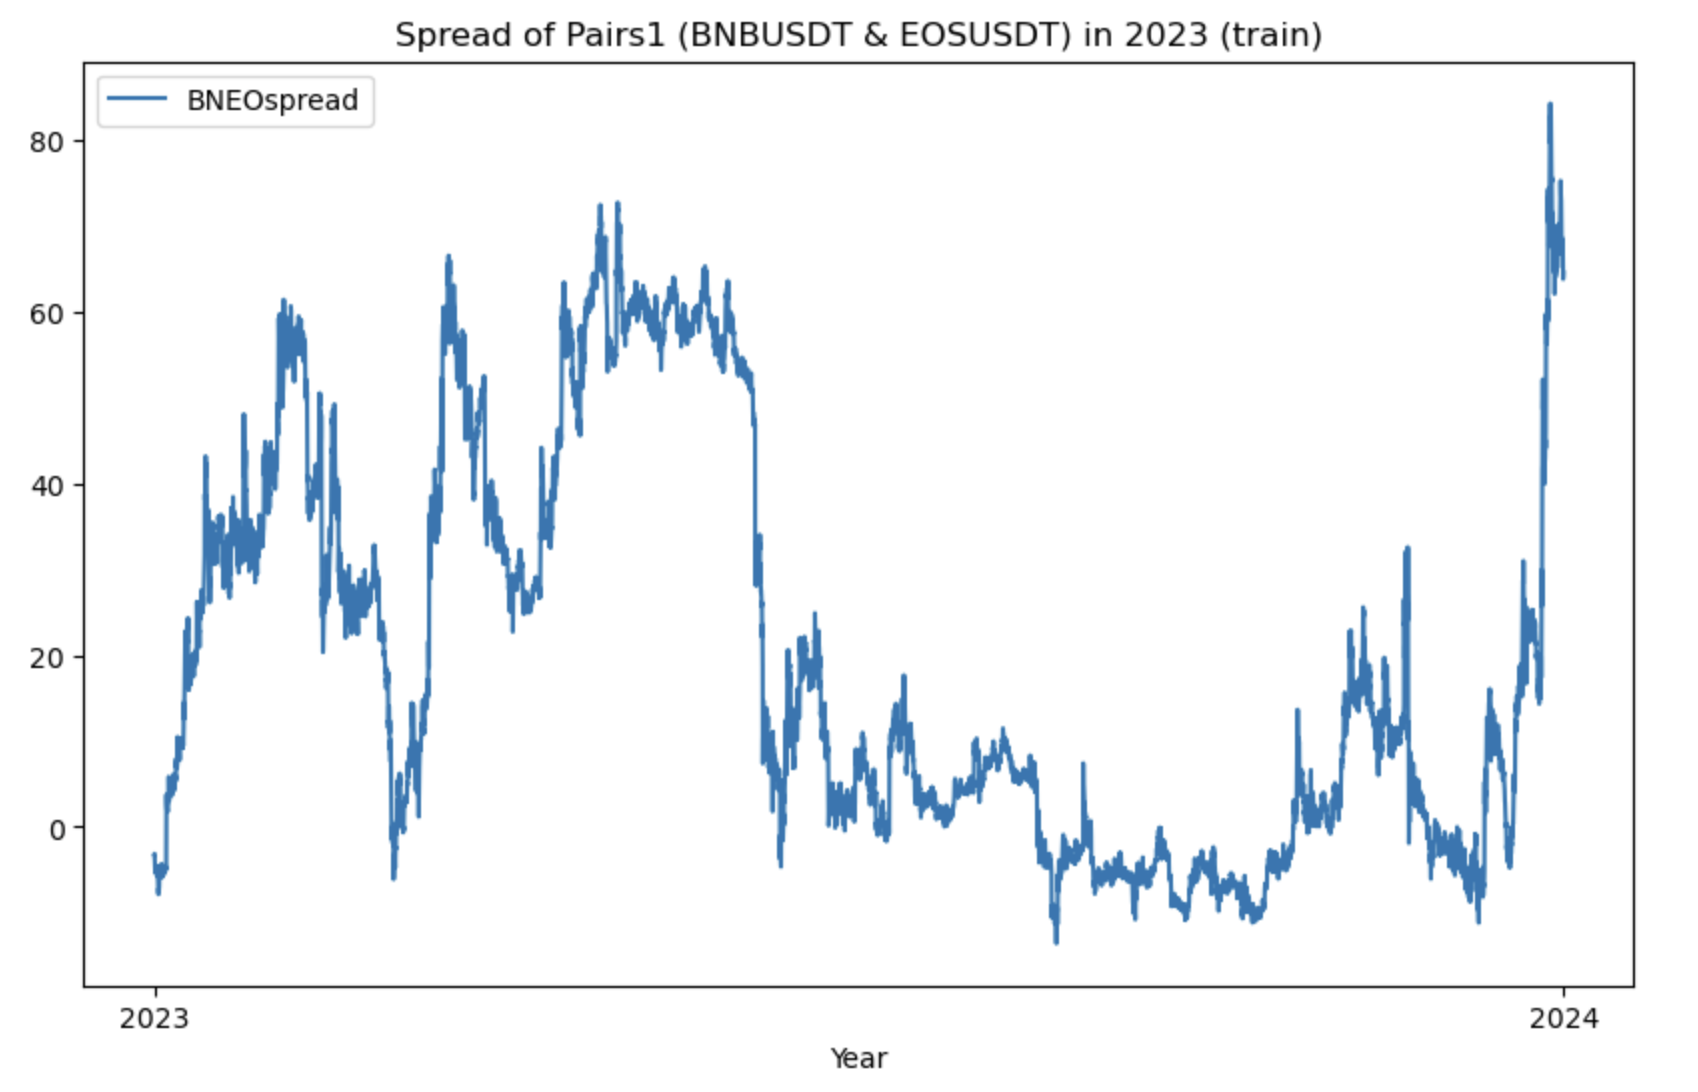 Spread of Pairs1 (BNBUSDT & EOSUSDT) in 2023 (train)
BNEOspread
80
60
40
20
0
2023
2024
Year